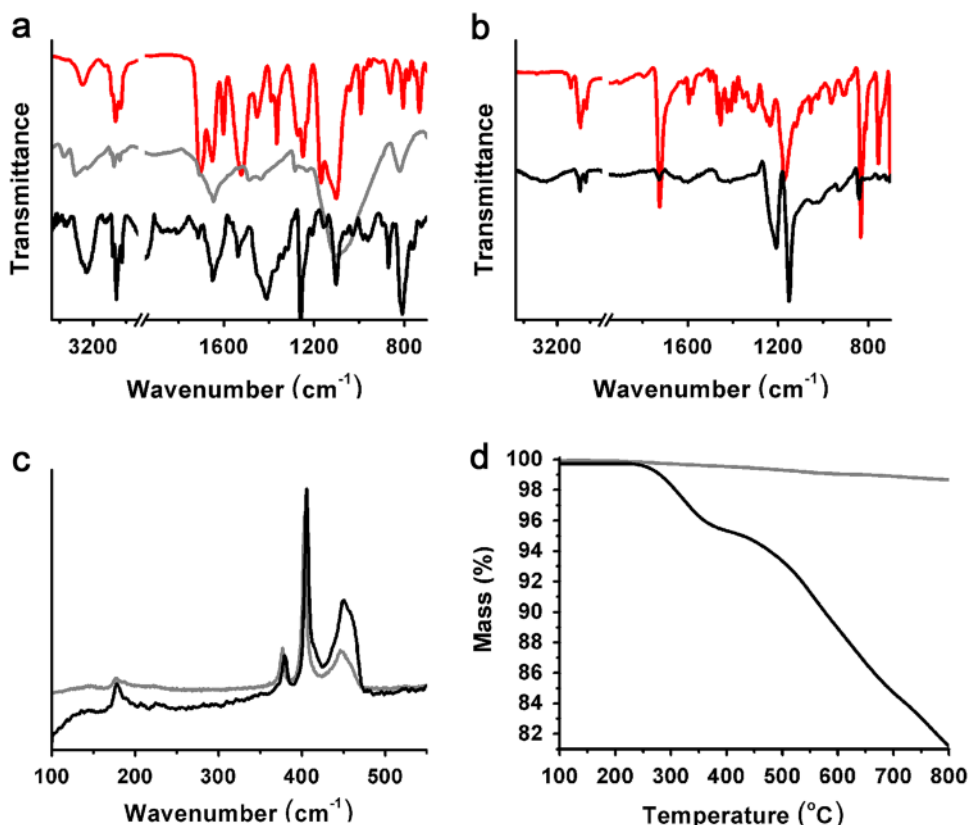 a
Transmittance
3200 1600 1200 800
Wavenumber (cm-1)
b
Transmittance
3200 1600 1200 800
Wavenumber (cm-1)
c
100 200 300 400 500
Wavenumber (cm-1)
d
Mass (%)
100
98
96
94
92
90
88
86
84
82
100 200 300 400 500 600 700 800
Temperature (oC)